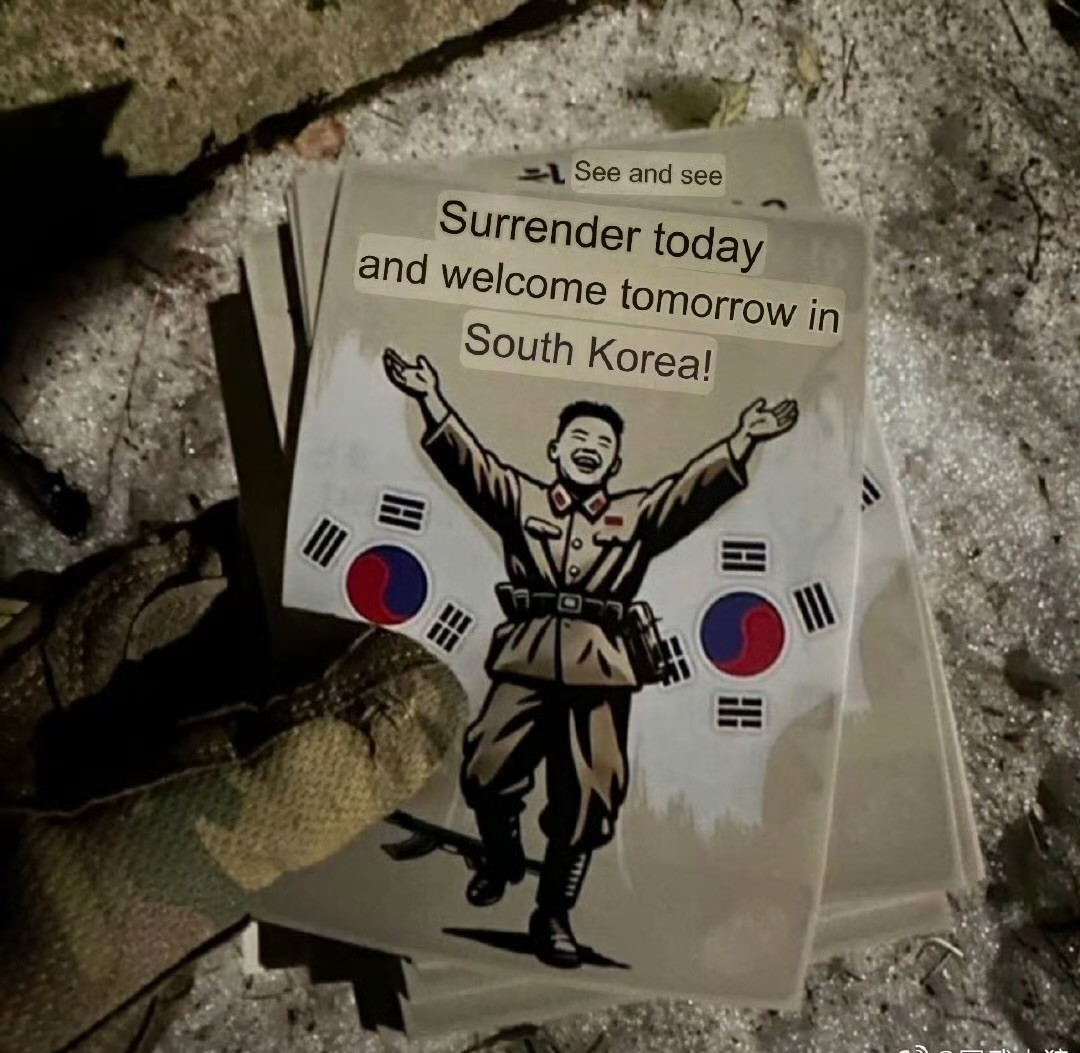 See and see
Surrender today
and welcome tomorrow in
South Korea!